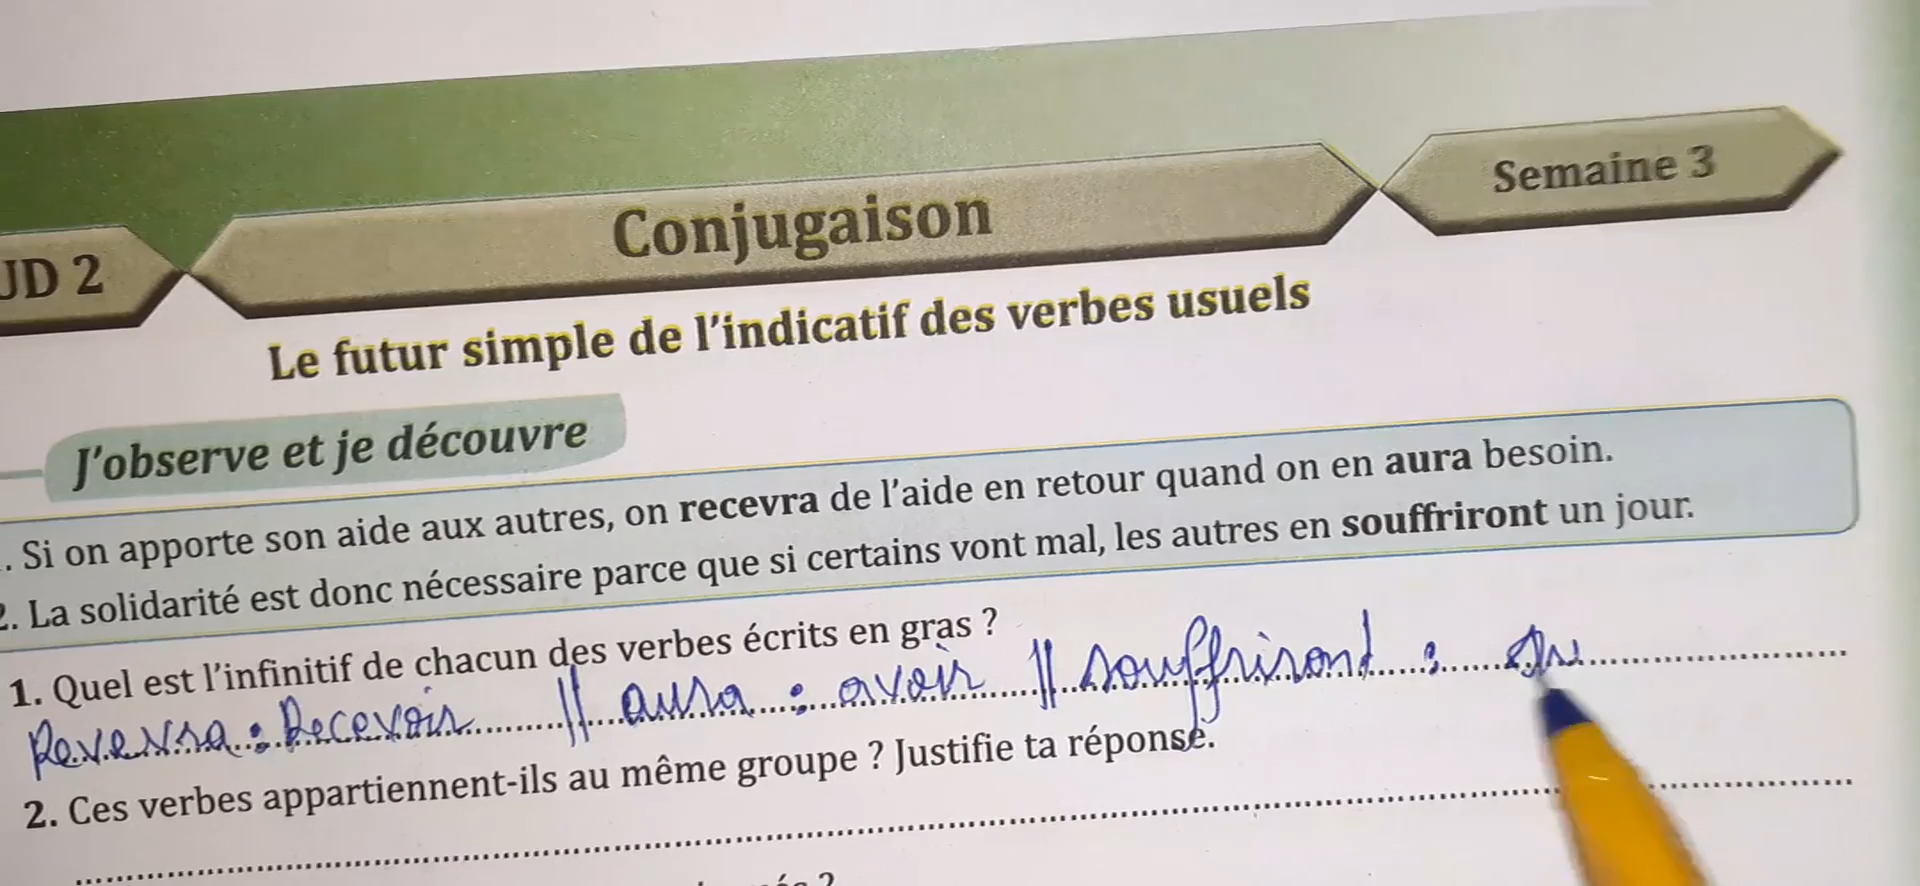 UD 2
Conjugaison
Semaine 3
Le futur simple de l'indicatif des verbes usuels
J'observe et je découvre
. Si on apporte son aide aux autres, on recevra de l'aide en retour quand on en aura besoin.
2. La solidarité est donc nécessaire parce que si certains vont mal, les autres en souffriront un jour.
1. Quel est l'infinitif de chacun des verbes écrits en gras ?
Revevra : Recevoir || aura : avoir || souffriront :
2. Ces verbes appartiennent-ils au même groupe ? Justifie ta réponse.